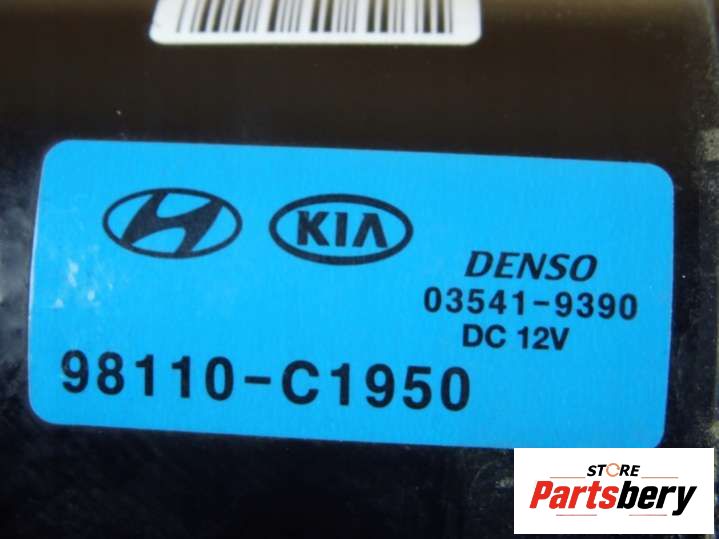 KIA
DENSO
03541-9390
DC 12V
98110-C1950
STORE
Partsbery